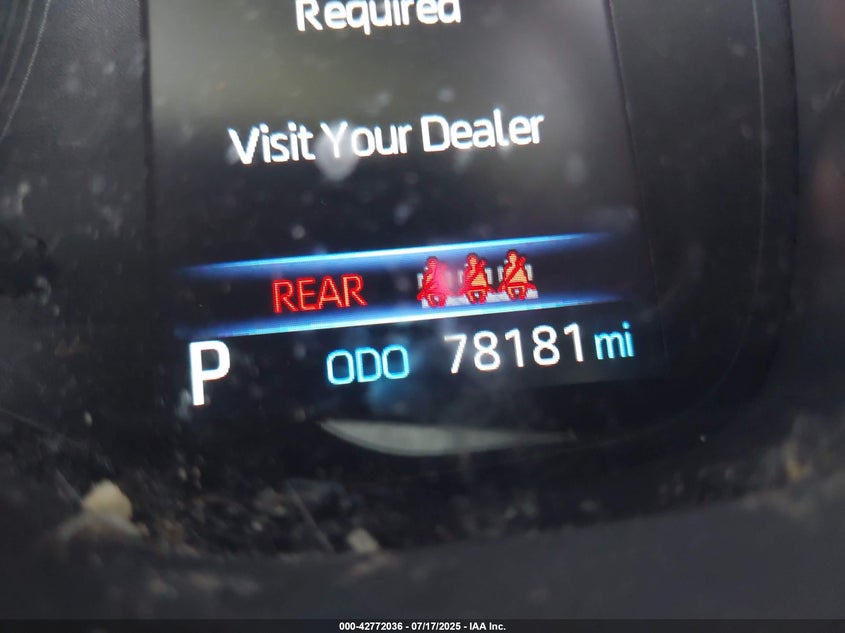 Required
Visit Your Dealer
REAR
P ODO 78181 mi
000-42772036 - 07/17/2025 - IAA Inc.